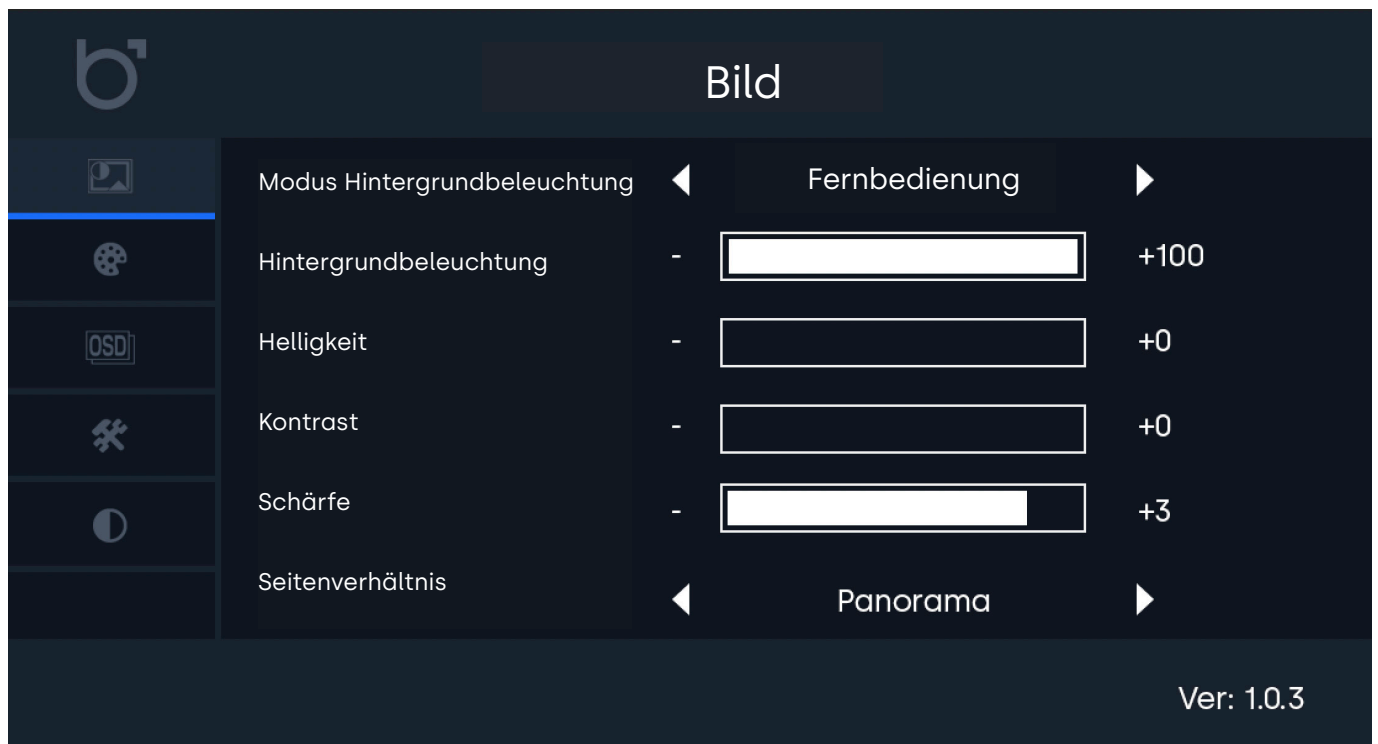 b
Bild
Modus Hintergrundbeleuchtung Fernbedienung
Hintergrundbeleuchtung - +100
OSD
Helligkeit - +0
Kontrast - +0
Schärfe - +3
Seitenverhältnis Panorama
Ver: 1.0.3